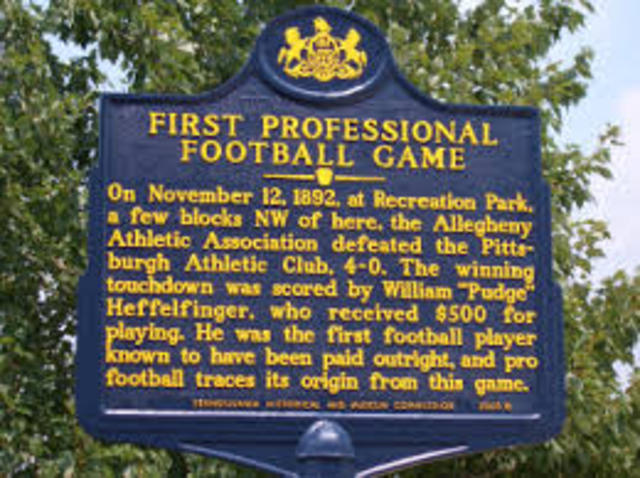 FIRST PROFESSIONAL
FOOTBALL GAME
On November 12, 1892, at Recreation Park,
a few blocks NW of here, the Allegheny
Athletic Association defeated the Pitts-
burgh Athletic Club, 4-0. The winning
touchdown was scored by William "Pudge"
Heffelfinger, who received $500 for
playing. He was the first football player
known to have been paid outright, and pro
football traces its origin from this game.
PENNSYLVANIA HISTORICAL AND MUSEUM COMMISSION